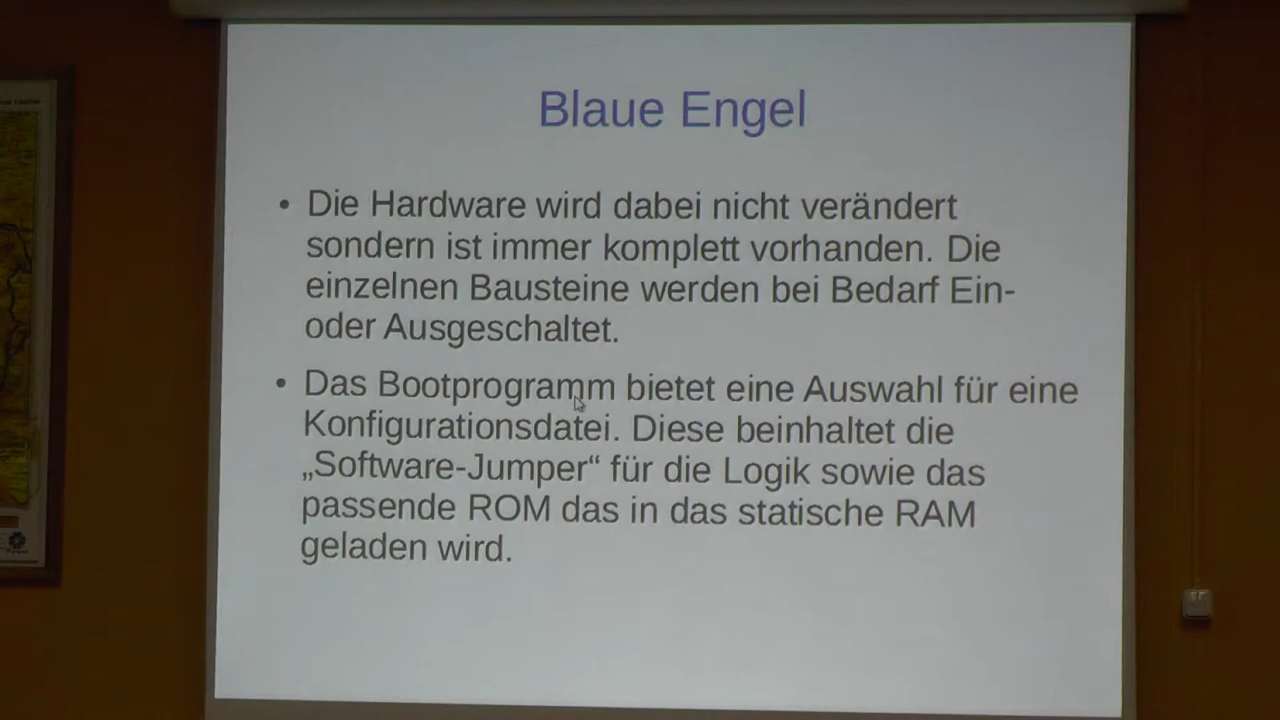 Blaue Engel
• Die Hardware wird dabei nicht verändert
sondern ist immer komplett vorhanden. Die
einzelnen Bausteine werden bei Bedarf Ein-
oder Ausgeschaltet.
• Das Bootprogramm bietet eine Auswahl für eine
Konfigurationsdatei. Diese beinhaltet die
„Software-Jumper“ für die Logik sowie das
passende ROM das in das statische RAM
geladen wird.